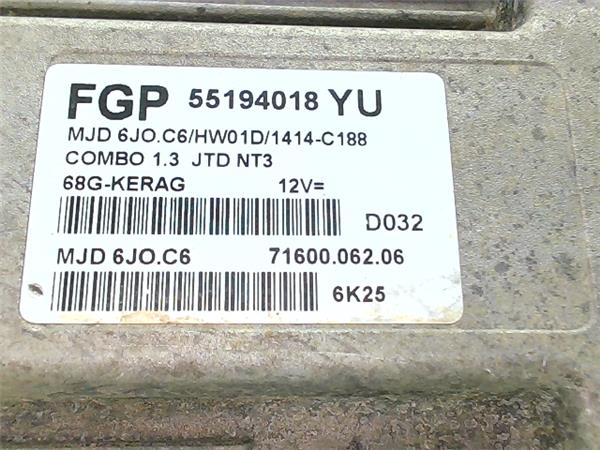 FGP 55194018 YU
MJD 6JO.C6/HW01D/1414-C188
COMBO 1.3 JTD NT3
68G-KERAG 12V=
D032
MJD 6JO.C6 71600.062.06
6K25